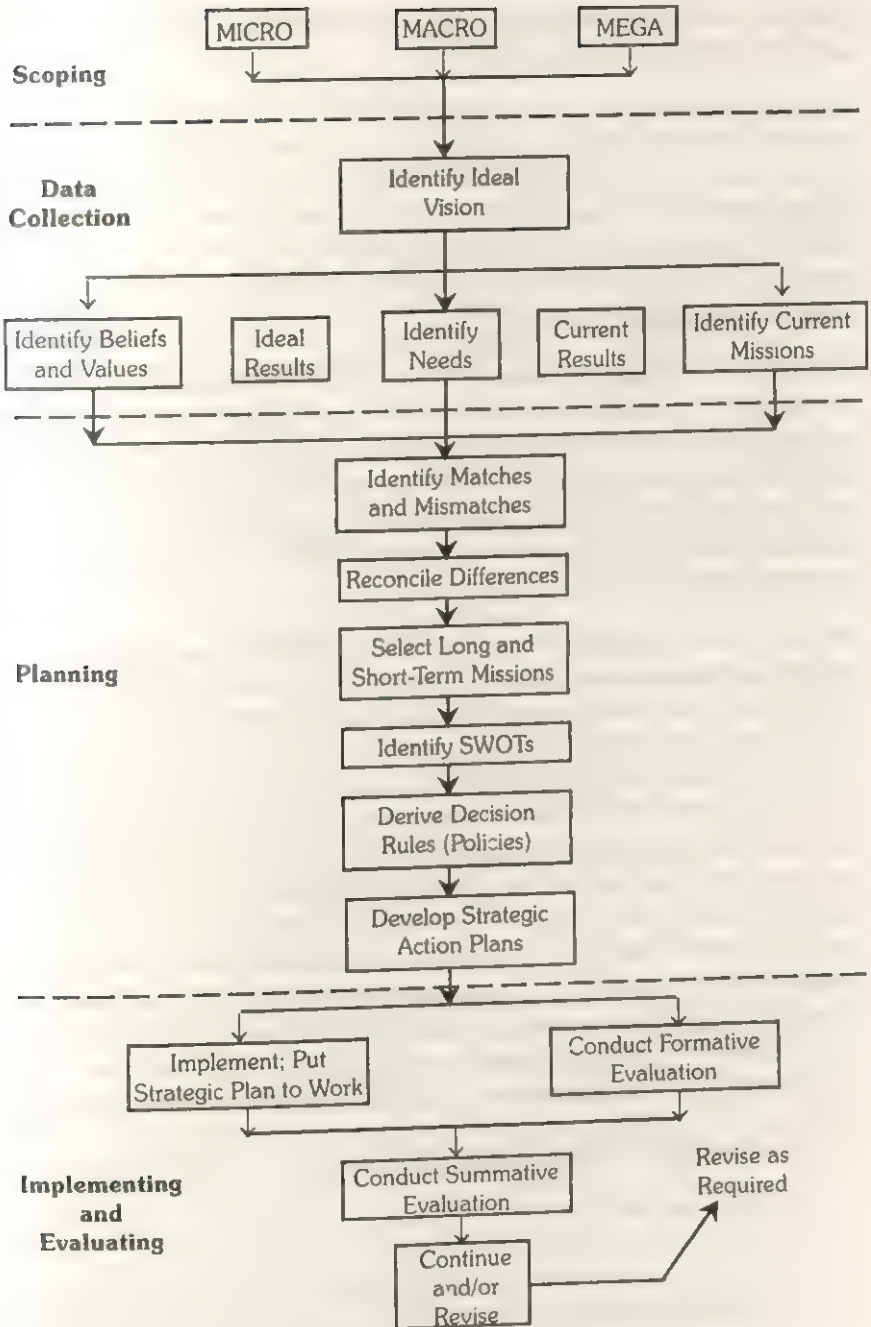 MICRO
MACRO
MEGA
Scoping
Data
Collection
Identify Ideal
Vision
Identify Beliefs
and Values
Ideal
Results
Identify
Needs
Current
Results
Identify Current
Missions
Identify Matches
and Mismatches
Reconcile Differences
Select Long and
Short-Term Missions
Planning
Identify SWOTs
Derive Decision
Rules (Policies)
Develop Strategic
Action Plans
Implement; Put
Strategic Plan to Work
Conduct Formative
Evaluation
Implementing
and
Evaluating
Conduct Summative
Evaluation
Revise as
Required
Continue
and/or
Revise